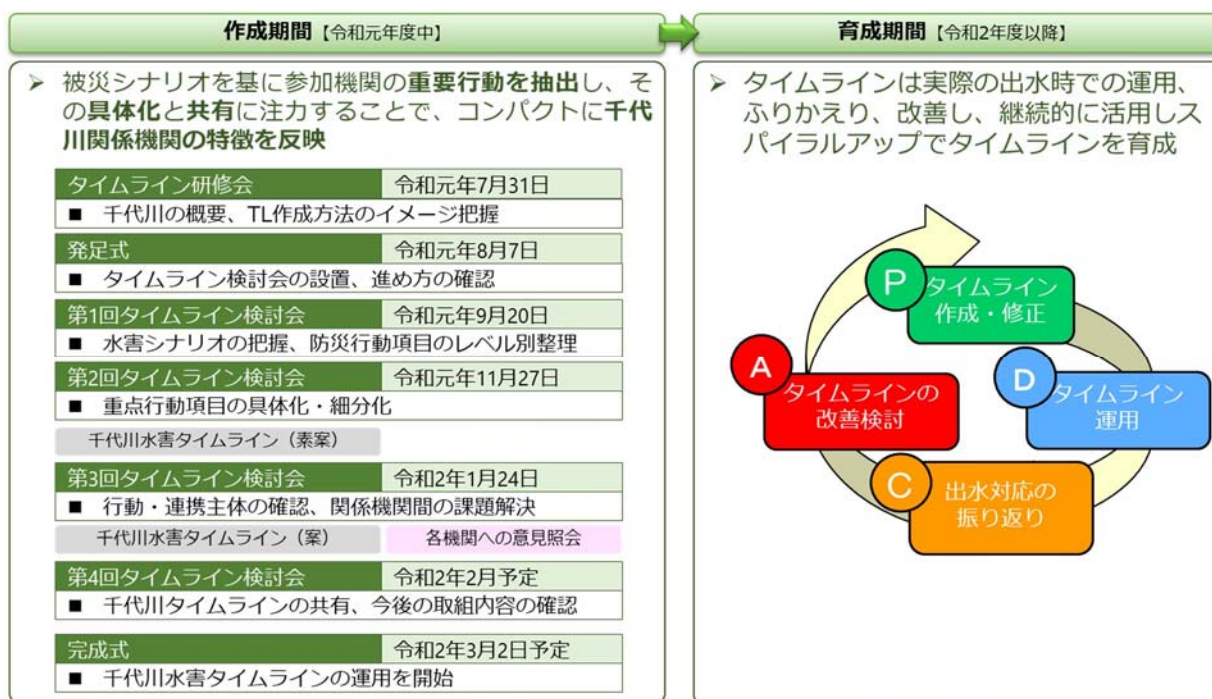 作成期間【令和元年度中】
➢ 被災シナリオを基に参加機関の重要行動を抽出し、そ
の具体化と共有に注力することで、コンパクトに千代
川関係機関の特徴を反映
タイムライン研修会 令和元年7月31日
■ 千代川の概要、TL作成方法のイメージ把握
発足式 令和元年8月7日
■ タイムライン検討会の設置、進め方の確認
第1回タイムライン検討会 令和元年9月20日
■ 水害シナリオの把握、防災行動項目のレベル別整理
第2回タイムライン検討会 令和元年11月27日
■ 重点行動項目の具体化・細分化
千代川水害タイムライン（素案）
第3回タイムライン検討会 令和2年1月24日
■ 行動・連携主体の確認、関係機関間の課題解決
千代川水害タイムライン（案） 各機関への意見照会
第4回タイムライン検討会 令和2年2月予定
■ 千代川タイムラインの共有、今後の取組内容の確認
完成式 令和2年3月2日予定
■ 千代川水害タイムラインの運用を開始
育成期間【令和2年度以降】
➢ タイムラインは実際の出水時での運用、
ふりかえり、改善し、継続的に活用しス
パイラルアップでタイムラインを育成
P
タイムライン
作成・修正
D
タイムライン
運用
C
出水対応の
振り返り
A
タイムラインの
改善検討